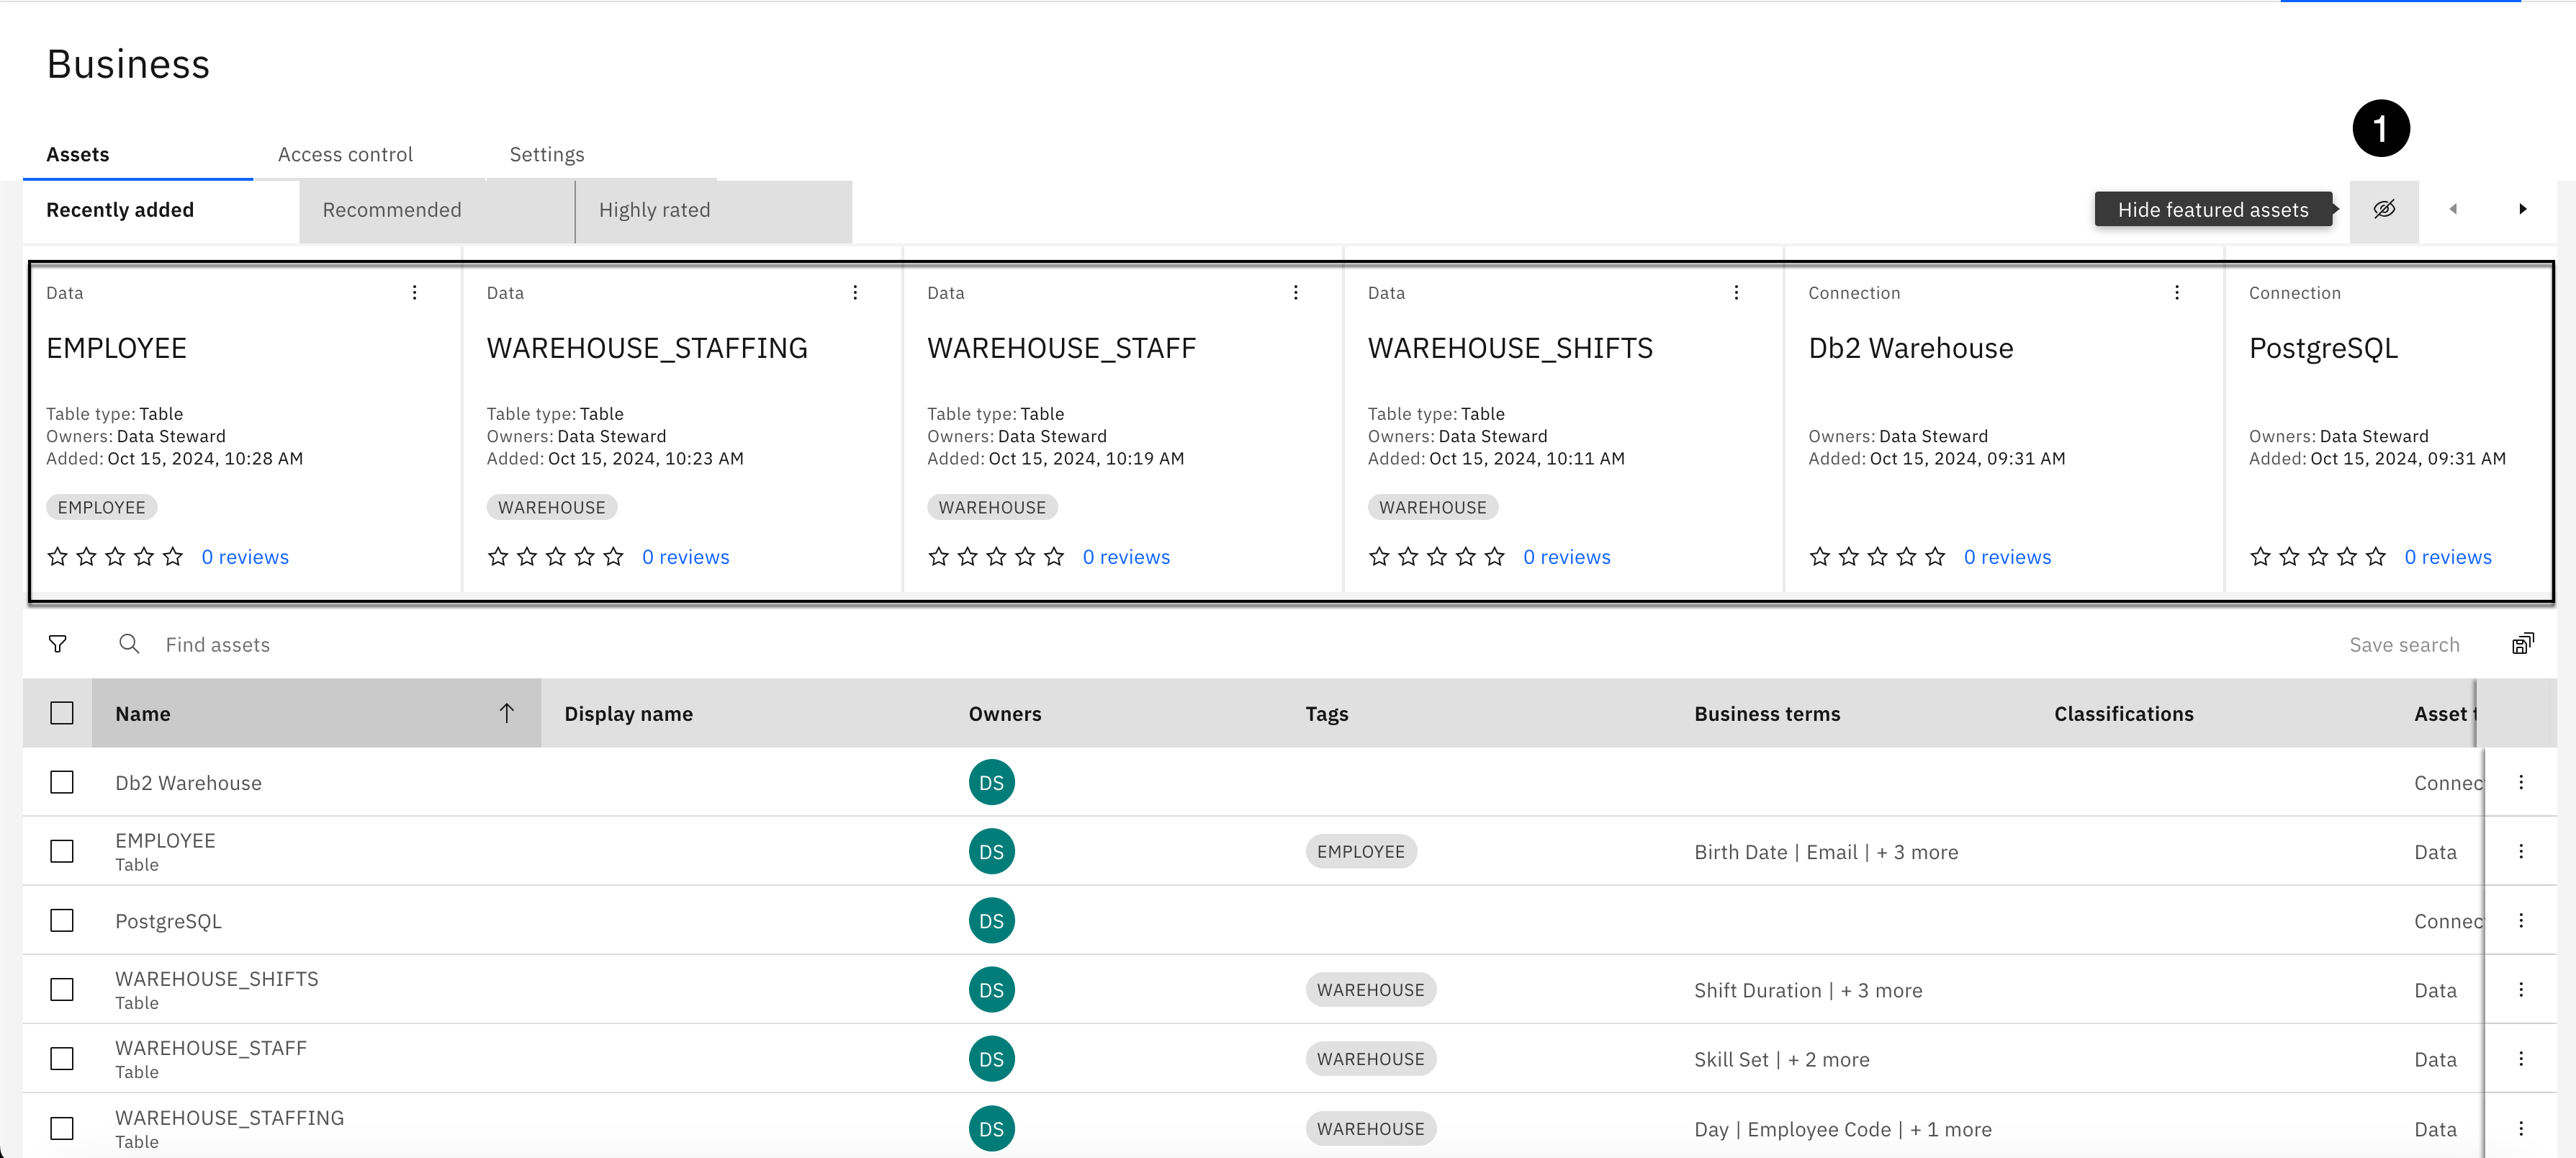 Business
1
Assets Access control Settings
Recently added Recommended Highly rated Hide featured assets
Data Data Data Data Connection Connection
EMPLOYEE WAREHOUSE_STAFFING WAREHOUSE_STAFF WAREHOUSE_SHIFTS Db2 Warehouse PostgreSQL
Table type: Table Table type: Table Table type: Table Table type: Table
Owners: Data Steward Owners: Data Steward Owners: Data Steward Owners: Data Steward Owners: Data Steward Owners: Data Steward
Added: Oct 15, 2024, 10:28 AM Added: Oct 15, 2024, 10:23 AM Added: Oct 15, 2024, 10:19 AM Added: Oct 15, 2024, 10:11 AM Added: Oct 15, 2024, 09:31 AM Added: Oct 15, 2024, 09:31 AM
EMPLOYEE WAREHOUSE WAREHOUSE WAREHOUSE
0 reviews 0 reviews 0 reviews 0 reviews 0 reviews 0 reviews
Find assets Save search
Name Display name Owners Tags Business terms Classifications Asset t
Db2 Warehouse DS Connec
EMPLOYEE
Table DS EMPLOYEE Birth Date | Email | + 3 more Data
PostgreSQL DS Connec
WAREHOUSE_SHIFTS
Table DS WAREHOUSE Shift Duration | + 3 more Data
WAREHOUSE_STAFF
Table DS WAREHOUSE Skill Set | + 2 more Data
WAREHOUSE_STAFFING
Table DS WAREHOUSE Day | Employee Code | + 1 more Data